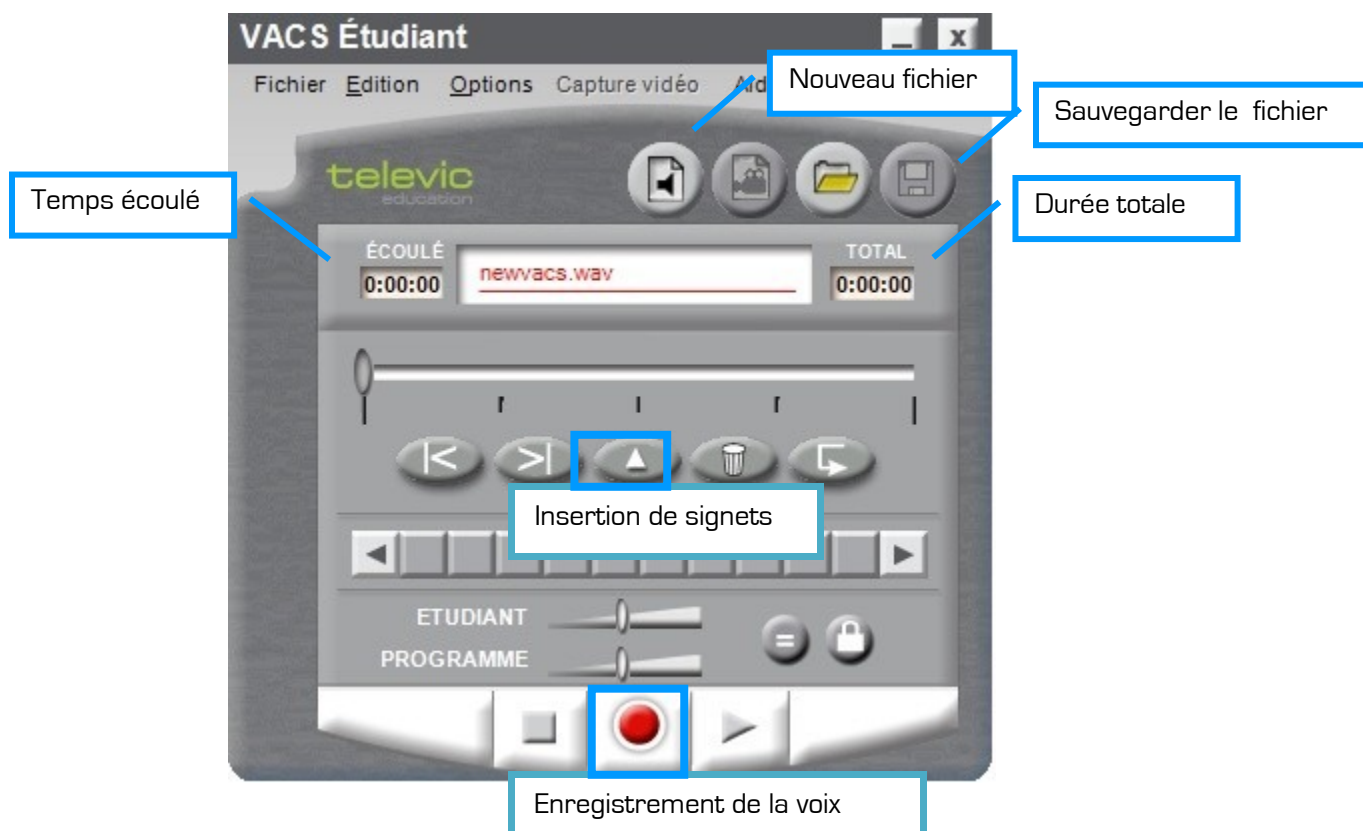 VACS Étudiant
Fichier Edition Options Capture vidéo Aid
Nouveau fichier
Sauvegarder le fichier
televic
education
Temps écoulé
Durée totale
ÉCOULÉ
TOTAL
0:00:00
newvacs.wav
0:00:00
Insertion de signets
ETUDIANT
PROGRAMME
Enregistrement de la voix